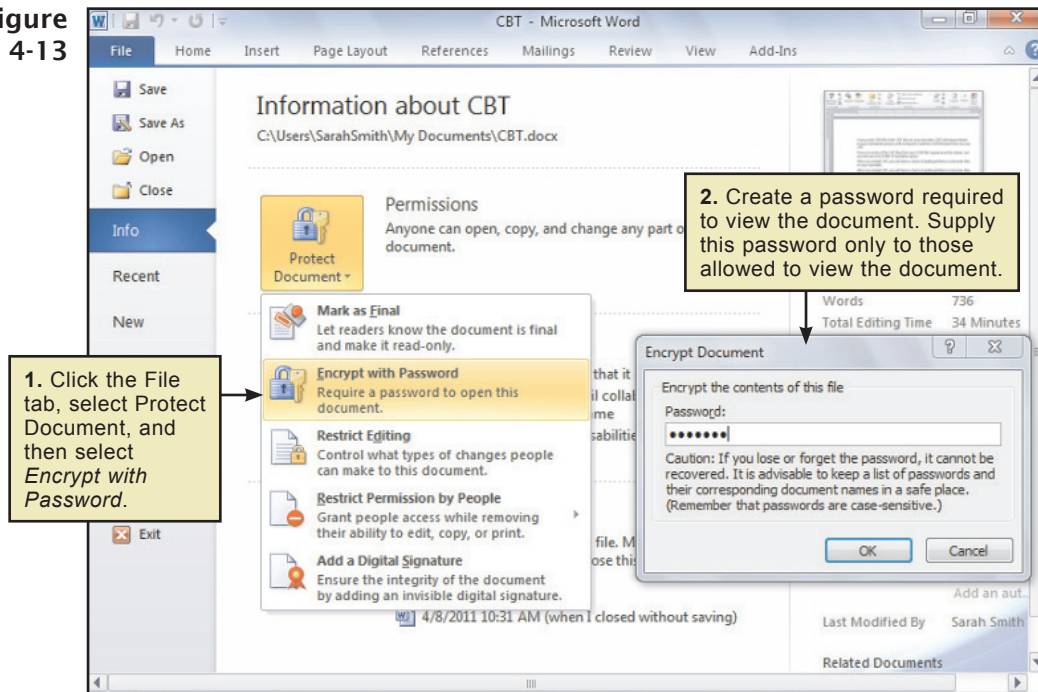 igure
4-13
CBT - Microsoft Word
File Home Insert Page Layout References Mailings Review View Add-Ins
Save
Save As
Open
Close
Info
Recent
New
Exit
Information about CBT
C:\Users\SarahSmith\My Documents\CBT.docx
Protect
Document
Permissions
Anyone can open, copy, and change any part o
document.
Mark as Final
Let readers know the document is final
and make it read-only.
Encrypt with Password
Require a password to open this
document.
Restrict Editing
Control what types of changes people
can make to this document.
Restrict Permission by People
Grant people access while removing
their ability to edit, copy, or print.
Add a Digital Signature
Ensure the integrity of the document
by adding an invisible digital signature.
that it
il collab
me
sabilitie
file. M
ose this
4/8/2011 10:31 AM (when I closed without saving)
1. Click the File
tab, select Protect
Document, and
then select
Encrypt with
Password.
2. Create a password required
to view the document. Supply
this password only to those
allowed to view the document.
Words 736
Total Editing Time 34 Minutes
Encrypt Document
Encrypt the contents of this file
Password:
•••••••
Caution: If you lose or forget the password, it cannot be
recovered. It is advisable to keep a list of passwords and
their corresponding document names in a safe place.
(Remember that passwords are case-sensitive.)
OK Cancel
Add an aut..
Last Modified By Sarah Smith
Related Documents